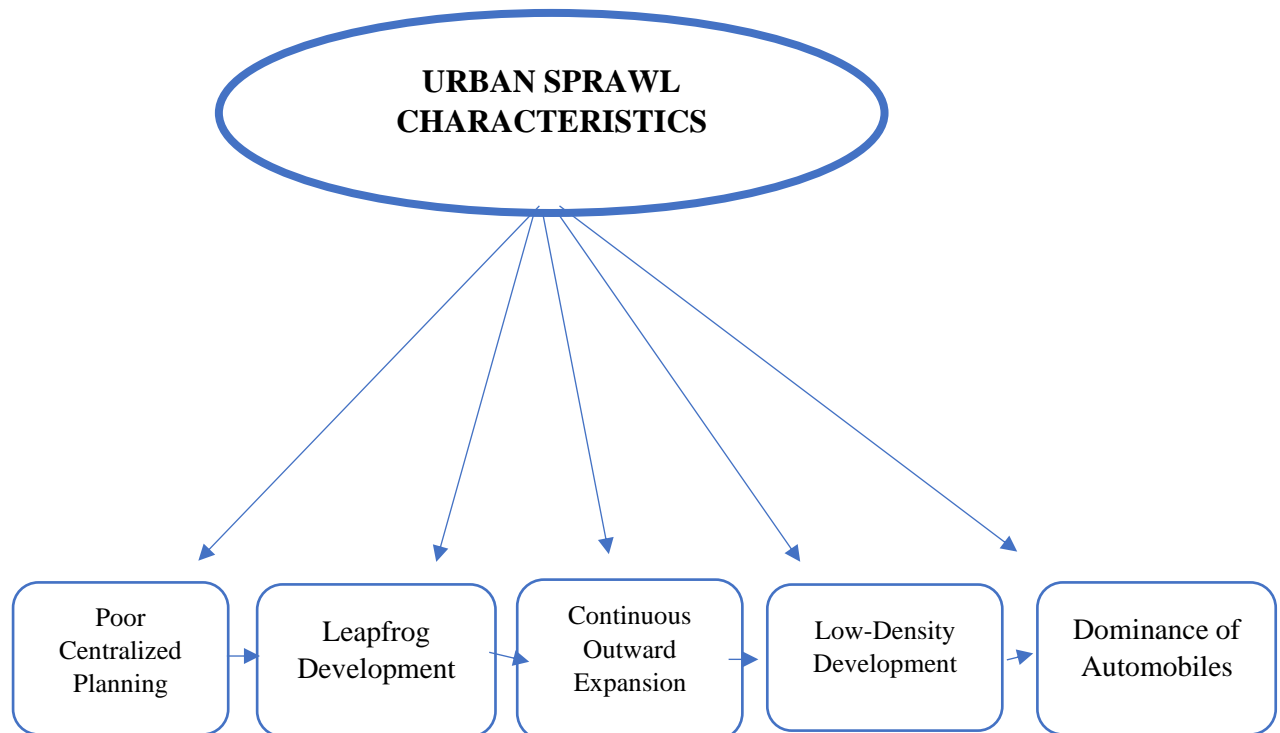 URBAN SPRAWL
CHARACTERISTICS
Poor
Centralized
Planning
Leapfrog
Development
Continuous
Outward
Expansion
Low-Density
Development
Dominance of
Automobiles